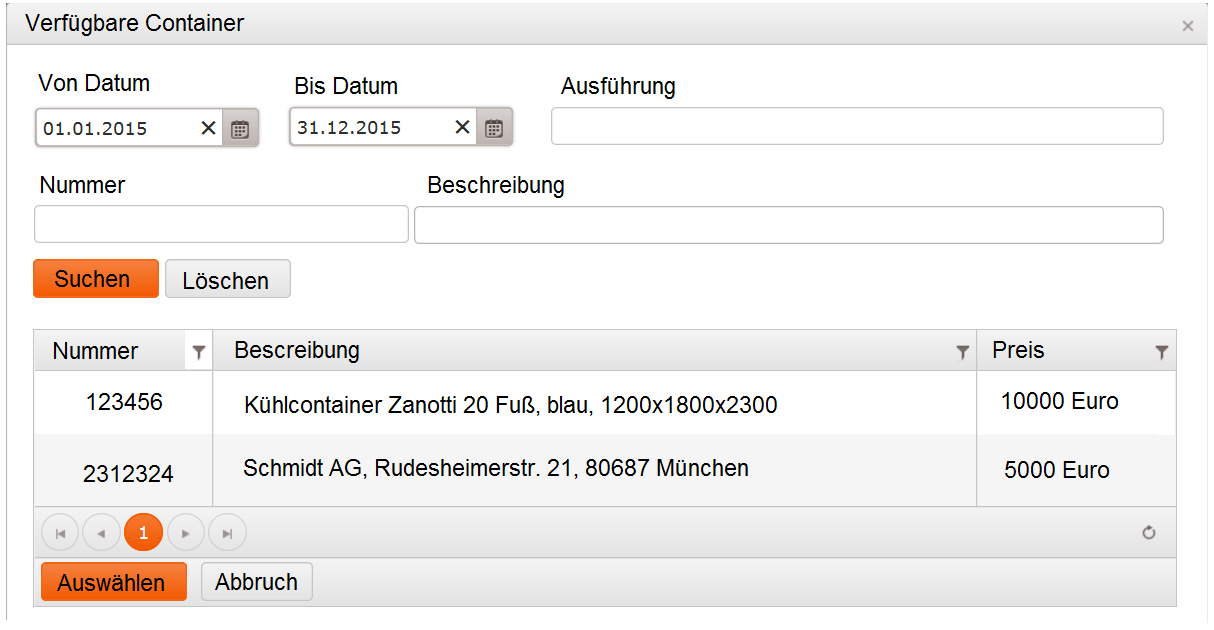 Verfügbare Container
Von Datum Bis Datum Ausführung
01.01.2015 31.12.2015
Nummer Beschreibung
Suchen Löschen
Nummer Bescreibung Preis
123456 Kühlcontainer Zanotti 20 Fuß, blau, 1200x1800x2300 10000 Euro
2312324 Schmidt AG, Rudesheimerstr. 21, 80687 München 5000 Euro
1
Auswählen Abbruch